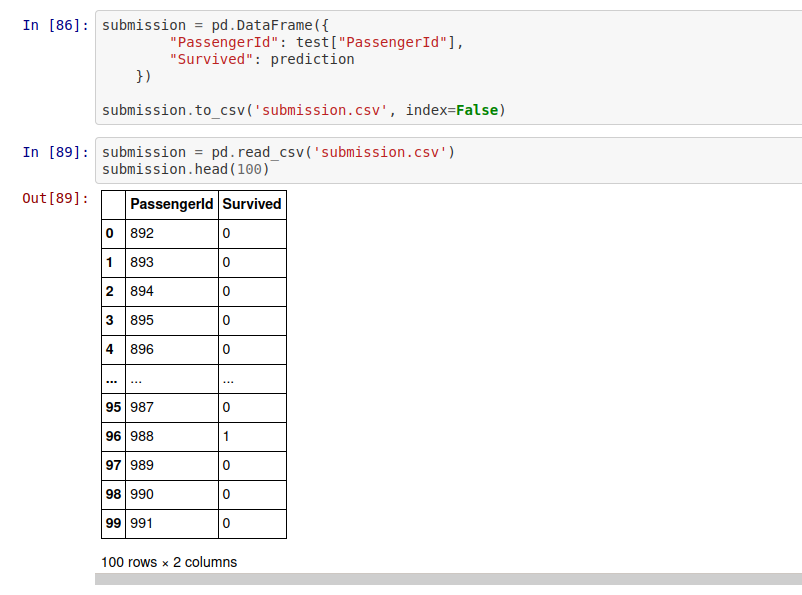 In [86]: submission = pd.DataFrame({
"PassengerId": test["PassengerId"],
"Survived": prediction
})
submission.to_csv('submission.csv', index=False)
In [89]: submission = pd.read_csv('submission.csv')
submission.head(100)
Out[89]:
PassengerId Survived
0 892 0
1 893 0
2 894 0
3 895 0
4 896 0
... ... ...
95 987 0
96 988 1
97 989 0
98 990 0
99 991 0
100 rows × 2 columns